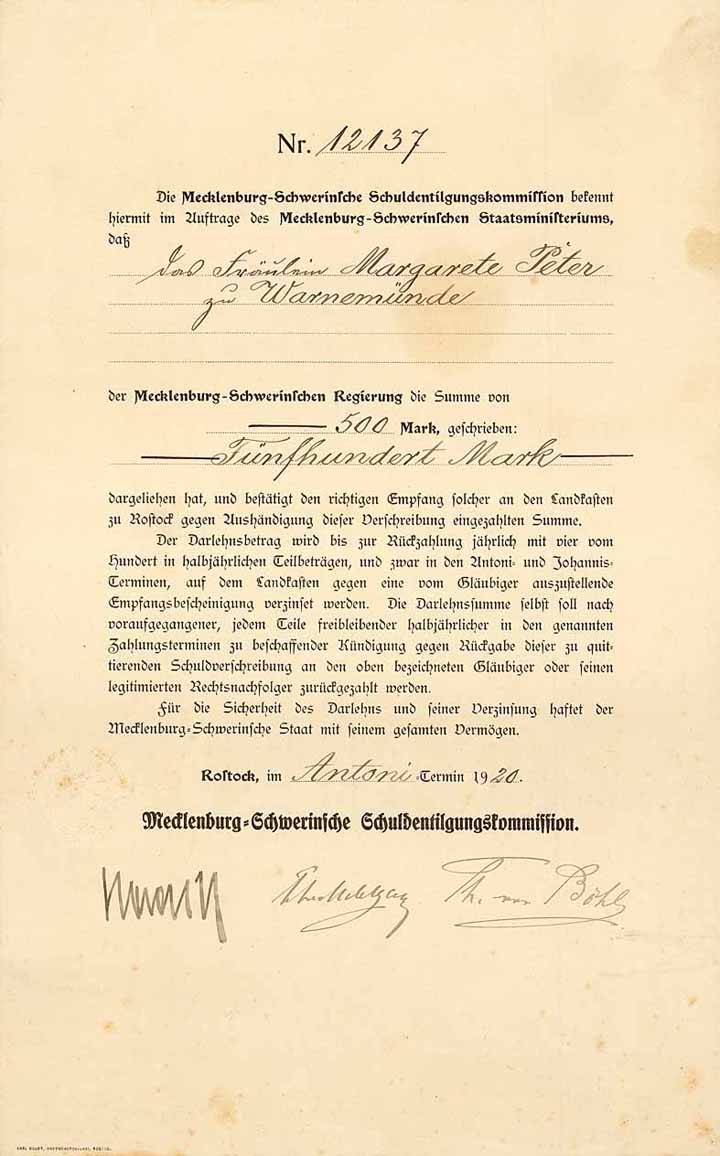 Nr. 12137
Die Mecklenburg-Schwerinsche Schuldentilgungskommission bekennt
hiermit im Auftrage des Mecklenburg-Schwerinschen Staatsministeriums,
daß
das Fräulein Margarete Peter
zu Warnemünde
der Mecklenburg-Schwerinschen Regierung die Summe von
500 Mark, geschrieben:
Fünfhundert Mark
dargeliehen hat, und bestätigt den richtigen Empfang solcher an den Landkasten
zu Rostock gegen Aushändigung dieser Verschreibung eingezahlten Summe.
Der Darlehnsbetrag wird bis zur Rückzahlung jährlich mit vier vom
Hundert in halbjährlichen Teilbeträgen, und zwar in den Antoni- und Johannis-
Terminen, auf dem Landkasten gegen eine vom Gläubiger auszustellende
Empfangsbescheinigung verzinset werden. Die Darlehnssumme selbst soll nach
voraufgegangener, jedem Teile freibleibender halbjährlicher in den genannten
Zahlungsterminen zu beschaffender Kündigung gegen Rückgabe dieser zu quit-
tierenden Schuldverschreibung an den oben bezeichneten Gläubiger oder seinen
legitimierten Rechtsnachfolger zurückgezahlt werden.
Für die Sicherheit des Darlehns und seiner Verzinsung haftet der
Mecklenburg-Schwerinsche Staat mit seinem gesamten Vermögen.
Rostock, im Antoni-Termin 1920.
Mecklenburg-Schwerinsche Schuldentilgungskommission.
Th. von Böhl